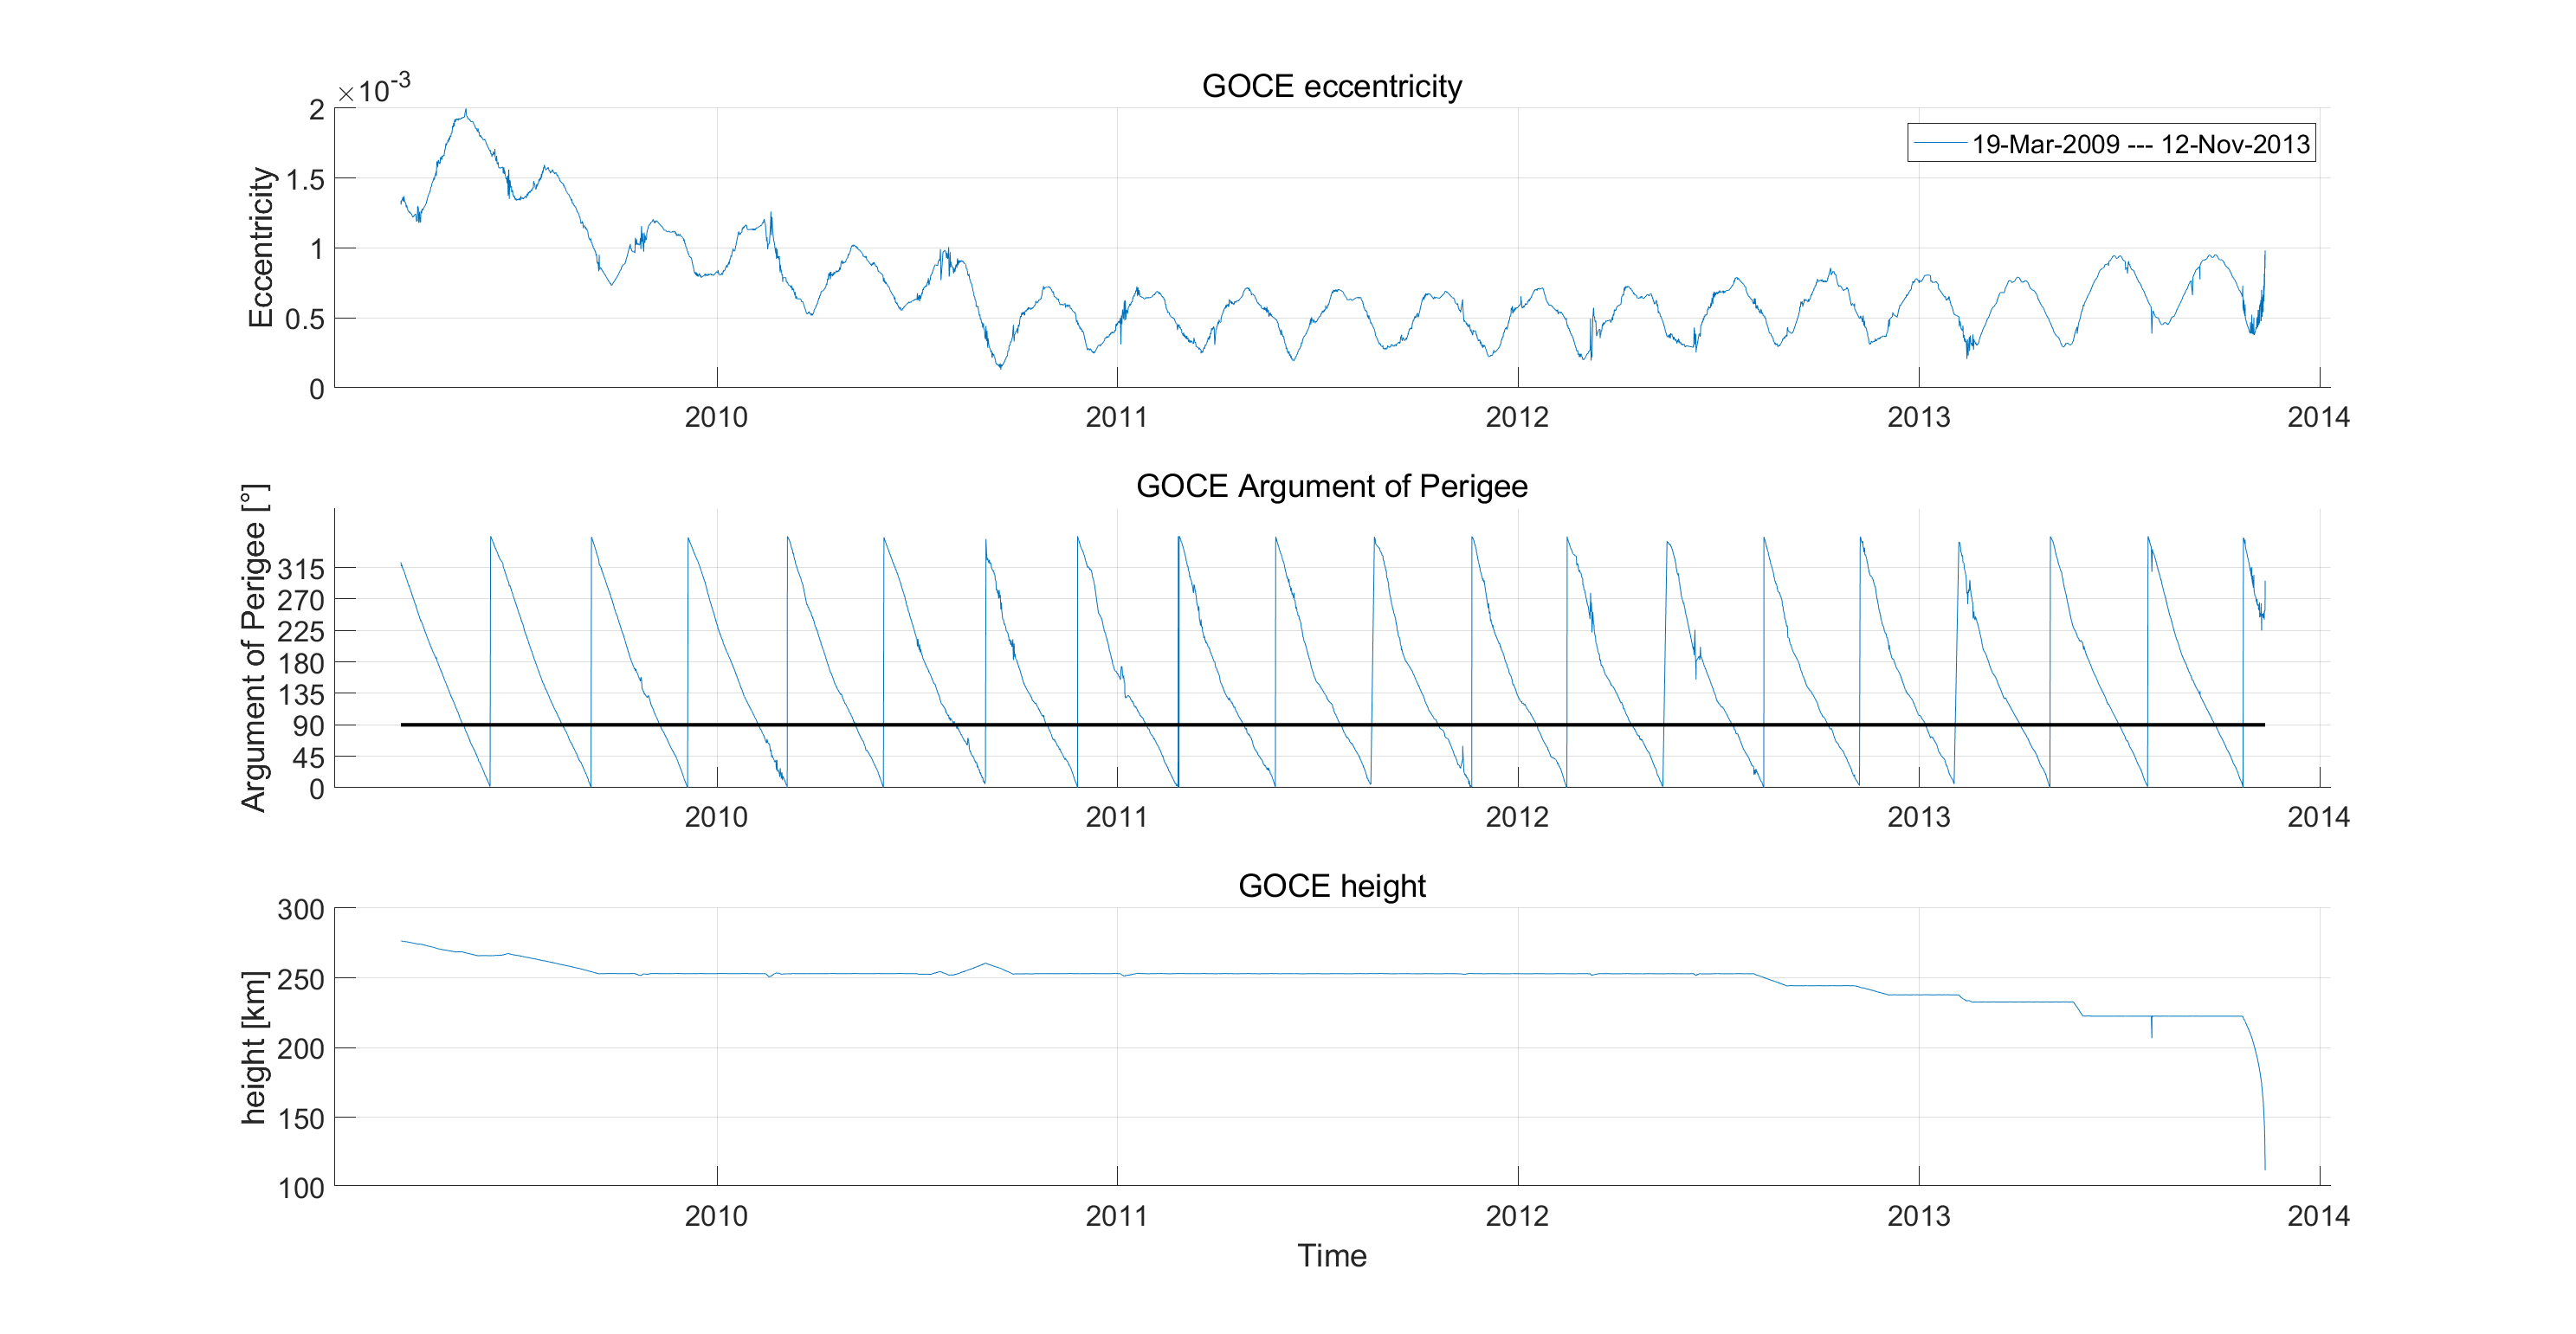 GOCE eccentricity
×10-3
2
1.5
1
0.5
0
Eccentricity
19-Mar-2009 --- 12-Nov-2013
2010 2011 2012 2013 2014
GOCE Argument of Perigee
Argument of Perigee [°]
315
270
225
180
135
90
45
0
2010 2011 2012 2013 2014
GOCE height
height [km]
300
250
200
150
100
2010 2011 2012 2013 2014
Time